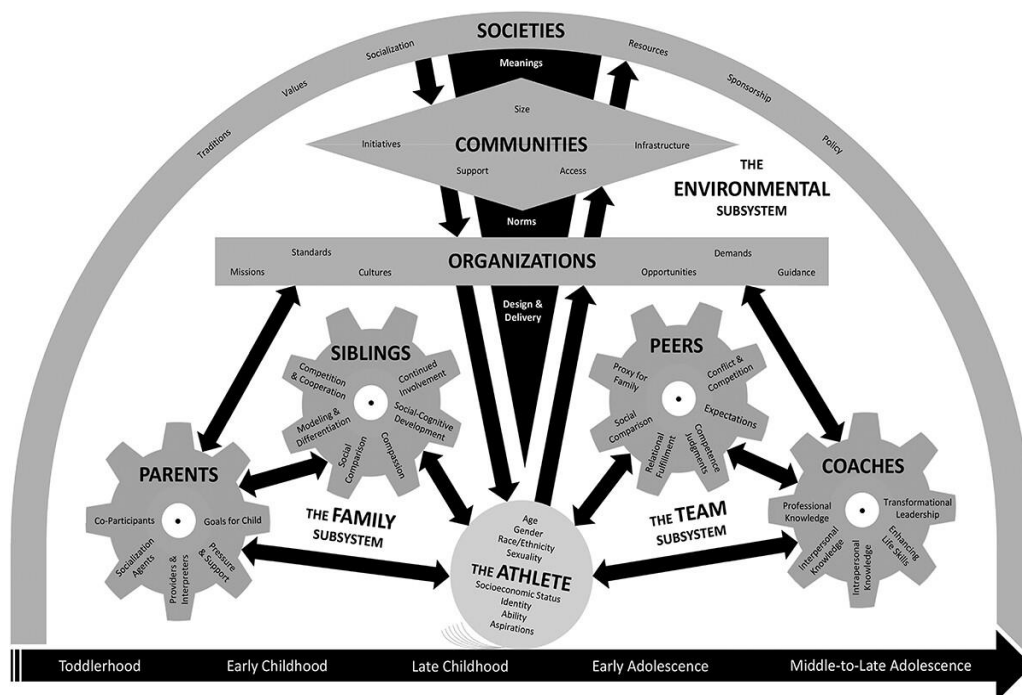 SOCIETIES
Traditions
Values
Socialization
Resources
Sponsorship
Policy
Meanings
Size
Initiatives
COMMUNITIES
Infrastructure
Support
Access
THE
ENVIRONMENTAL
SUBSYSTEM
Norms
Standards
Missions
Cultures
ORGANIZATIONS
Demands
Opportunities
Guidance
Design &
Delivery
SIBLINGS
Competition
& Cooperation
Continued
Involvement
Modeling &
Differentiation
Social-Cognitive
Development
Social
Comparison
Compassion
PEERS
Proxy for
Family
Conflict &
Competition
Social
Comparison
Expectations
Relational
Fulfillment
Competence
Judgments
PARENTS
Co-Participants
Goals for Child
Socialization
Agents
Providers &
Interpreters
Pressure
& Support
THE FAMILY
SUBSYSTEM
THE TEAM
SUBSYSTEM
COACHES
Professional
Knowledge
Transformational
Leadership
Interpersonal
Knowledge
Intrapersonal
Knowledge
Enhancing
Life Skills
Age
Gender
Race/Ethnicity
Sexuality
THE ATHLETE
Socioeconomic Status
Identity
Ability
Aspirations
Toddlerhood
Early Childhood
Late Childhood
Early Adolescence
Middle-to-Late Adolescence